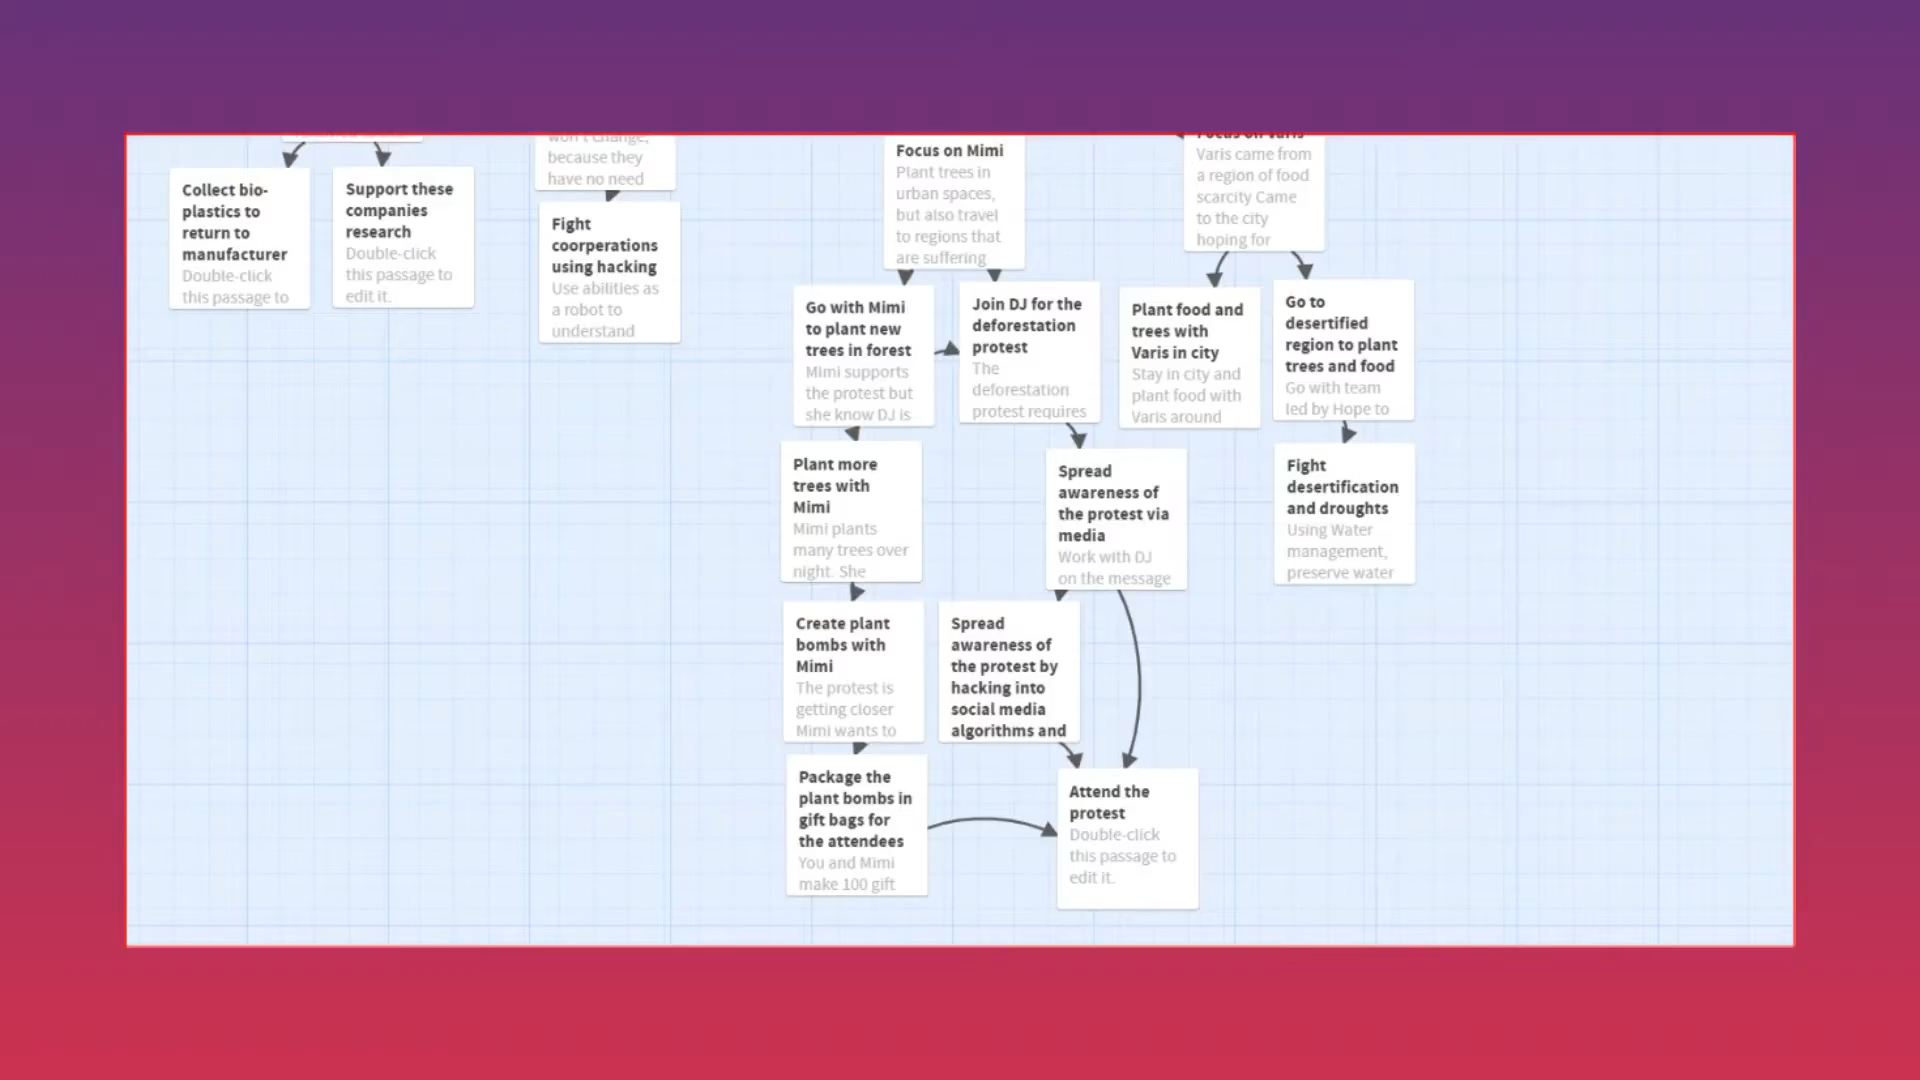 Collect bio-
plastics to
return to
manufacturer
Double-click
this passage to
Support these
companies
research
Double-click
this passage to
edit it.
won't change,
because they
have no need
Fight
coorperations
using hacking
Use abilities as
a robot to
understand
Focus on Mimi
Plant trees in
urban spaces,
but also travel
to regions that
are suffering
Focus on Varis
Varis came from
a region of food
scarcity Came
to the city
hoping for
Go with Mimi
to plant new
trees in forest
Mimi supports
the protest but
she know DJ is
Join DJ for the
deforestation
protest
The
deforestation
protest requires
Plant food and
trees with
Varis in city
Stay in city and
plant food with
Varis around
Go to
desertified
region to plant
trees and food
Go with team
led by Hope to
Plant more
trees with
Mimi
Mimi plants
many trees over
night. She
Spread
awareness of
the protest via
media
Work with DJ
on the message
Fight
desertification
and droughts
Using Water
management,
preserve water
Create plant
bombs with
Mimi
The protest is
getting closer
Mimi wants to
Spread
awareness of
the protest by
hacking into
social media
algorithms and
Package the
plant bombs in
gift bags for
the attendees
You and Mimi
make 100 gift
Attend the
protest
Double-click
this passage to
edit it.